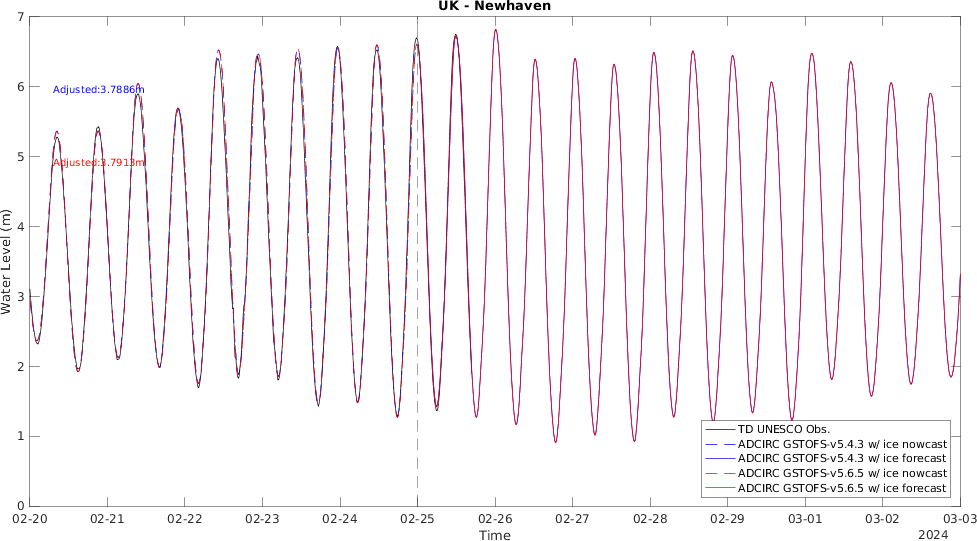 UK - Newhaven
7
6
5
4
3
2
1
0
Water Level (m)
Adjusted:3.7886m
Adjusted:3.7913m
TD UNESCO Obs.
ADCIRC GSTOFS-v5.4.3 w/ ice nowcast
ADCIRC GSTOFS-v5.4.3 w/ ice forecast
ADCIRC GSTOFS-v5.6.5 w/ ice nowcast
ADCIRC GSTOFS-v5.6.5 w/ ice forecast
02-20 02-21 02-22 02-23 02-24 02-25 02-26 02-27 02-28 02-29 03-01 03-02 03-03
Time
2024